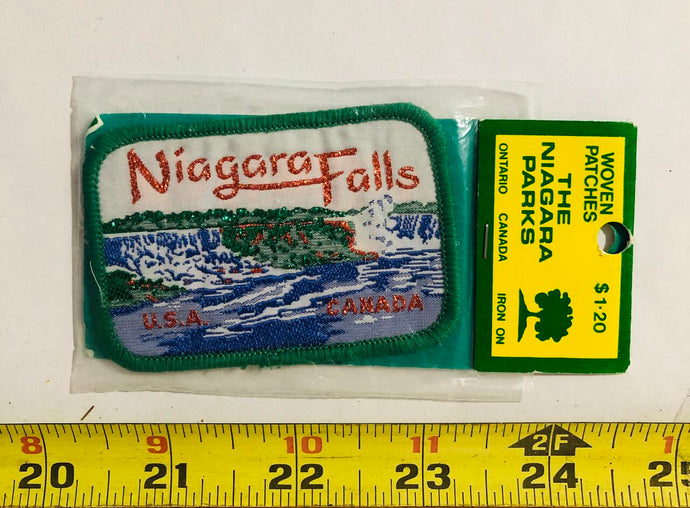 Niagara Falls
U.S.A. CANADA
WOVEN
PATCHES
THE
NIAGARA
PARKS
ONTARIO CANADA
$1.20
IRON ON
8 9 10 11 2F 1
20 21 22 23 24 25